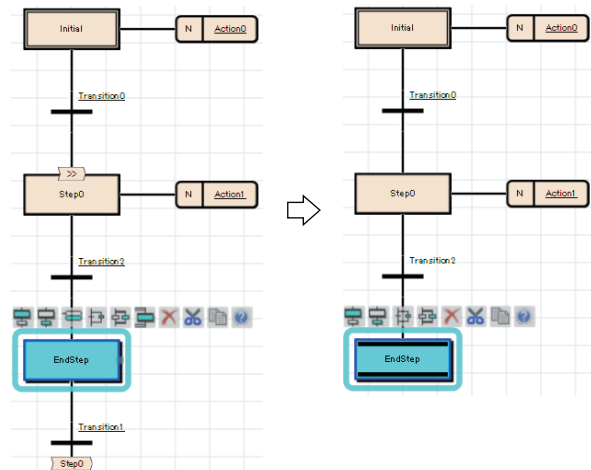 Initial
N Action0
Transition0
>>
Step0
N Action1
Transition2
EndStep
Transition1
Step0
Initial
N Action0
Transition0
Step0
N Action1
Transition2
EndStep